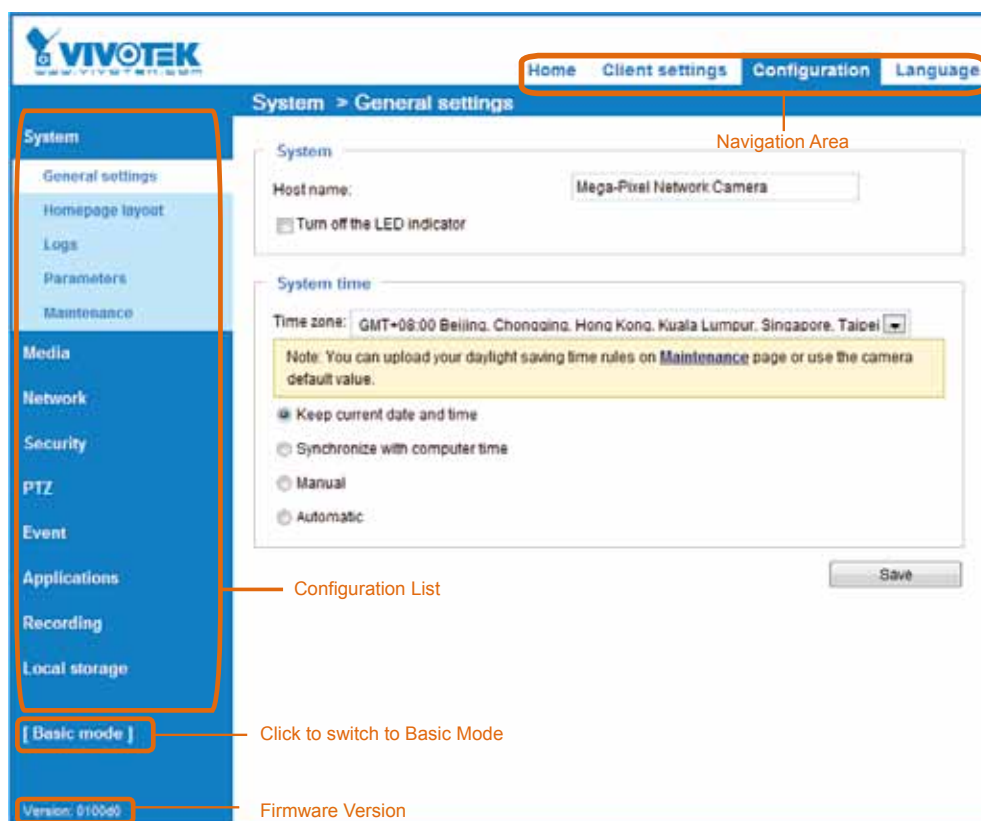 VIVOTEK
www.vivotek.com
Home Client settings Configuration Language
System > General settings
Navigation Area
System
General settings
Homepage layout
Logs
Parameters
Maintenance
Media
Network
Security
PTZ
Event
Applications
Recording
Local storage
[ Basic mode ]
Version: 0100d0
System
Host name: Mega-Pixel Network Camera
Turn off the LED indicator
System time
Time zone: GMT+08:00 Beijing, Chongqing, Hong Kong, Kuala Lumpur, Singapore, Taipei
Note: You can upload your daylight saving time rules on Maintenance page or use the camera
default value.
Keep current date and time
Synchronize with computer time
Manual
Automatic
Save
Configuration List
Click to switch to Basic Mode
Firmware Version